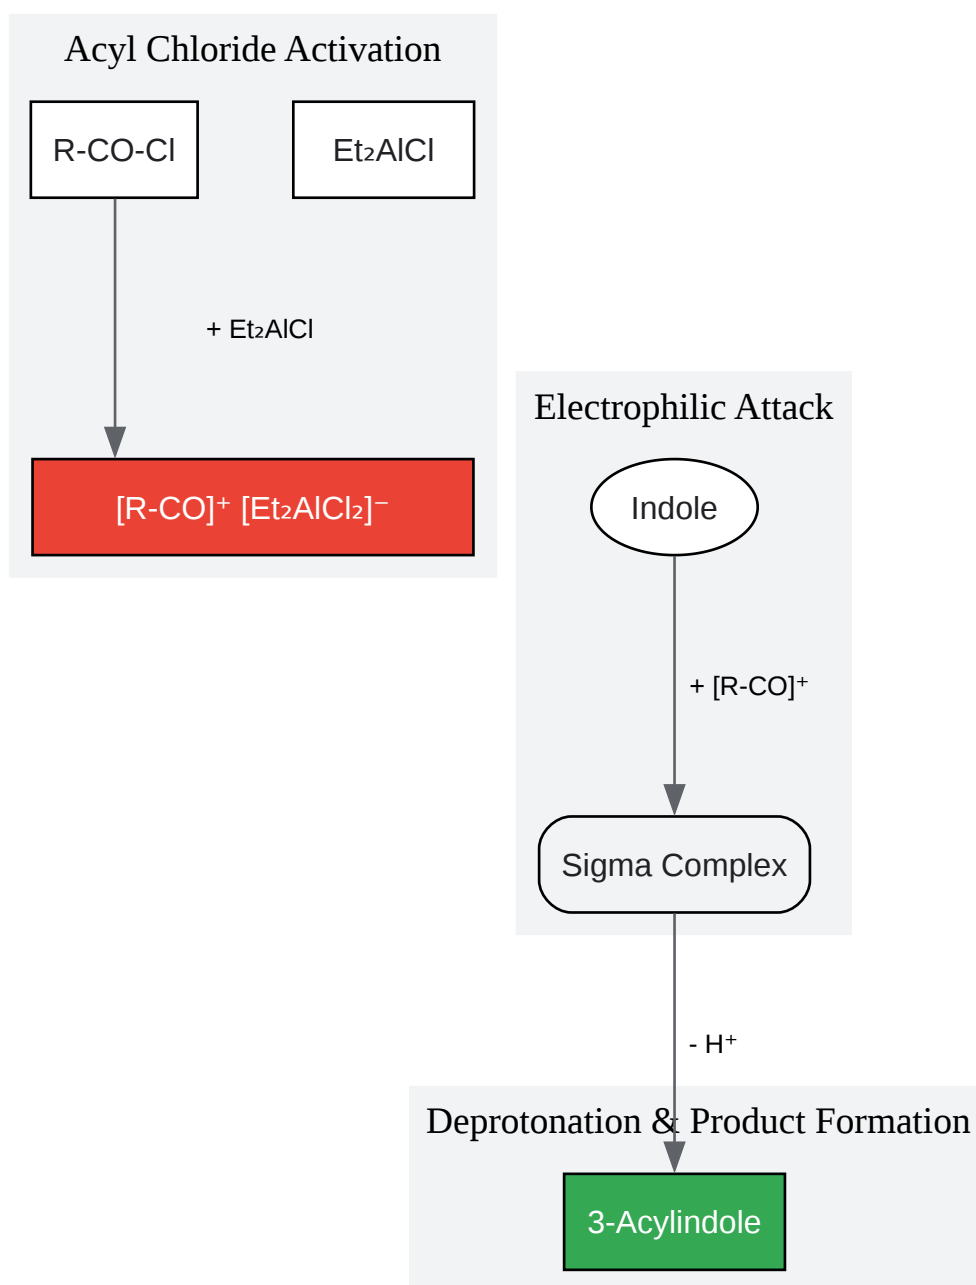 Acyl Chloride Activation
R-CO-Cl
Et₂AlCl
+ Et₂AlCl
[R-CO]⁺ [Et₂AlCl₂]⁻
Electrophilic Attack
Indole
+ [R-CO]⁺
Sigma Complex
- H⁺
Deprotonation & Product Formation
3-Acylindole